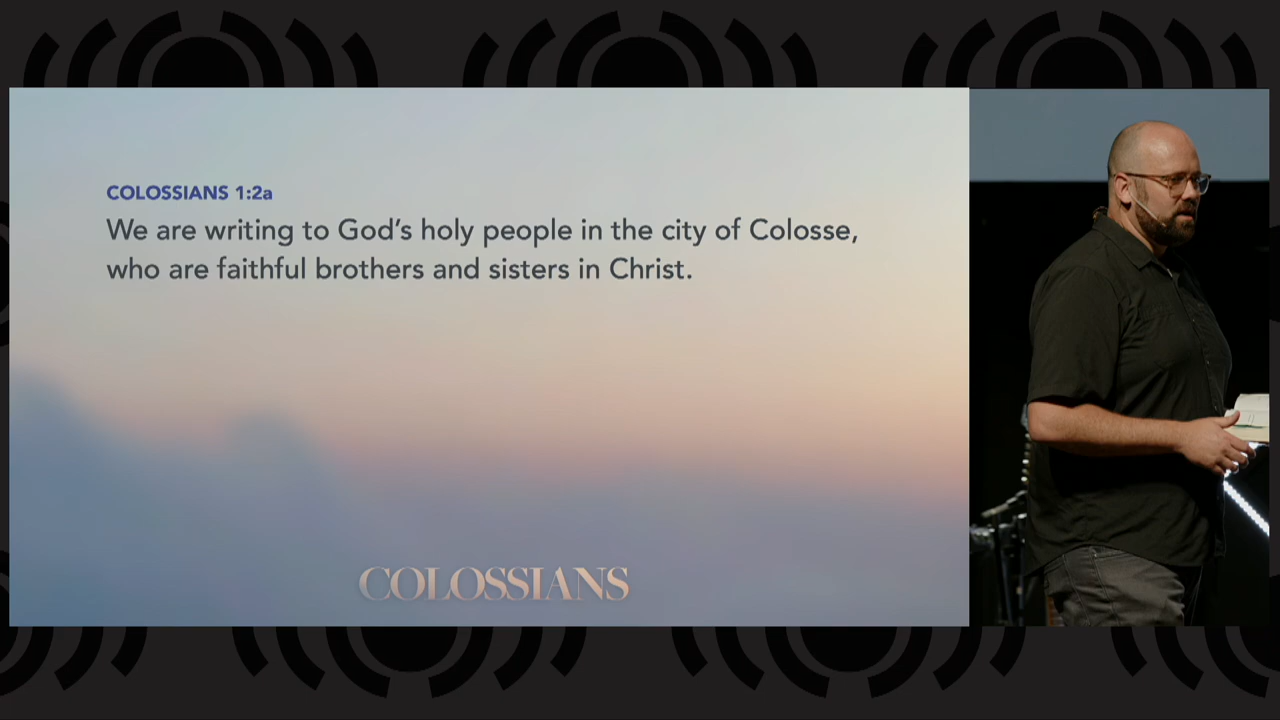 COLOSSIANS 1:2a
We are writing to God’s holy people in the city of Colosse,
who are faithful brothers and sisters in Christ.
COLOSSIANS